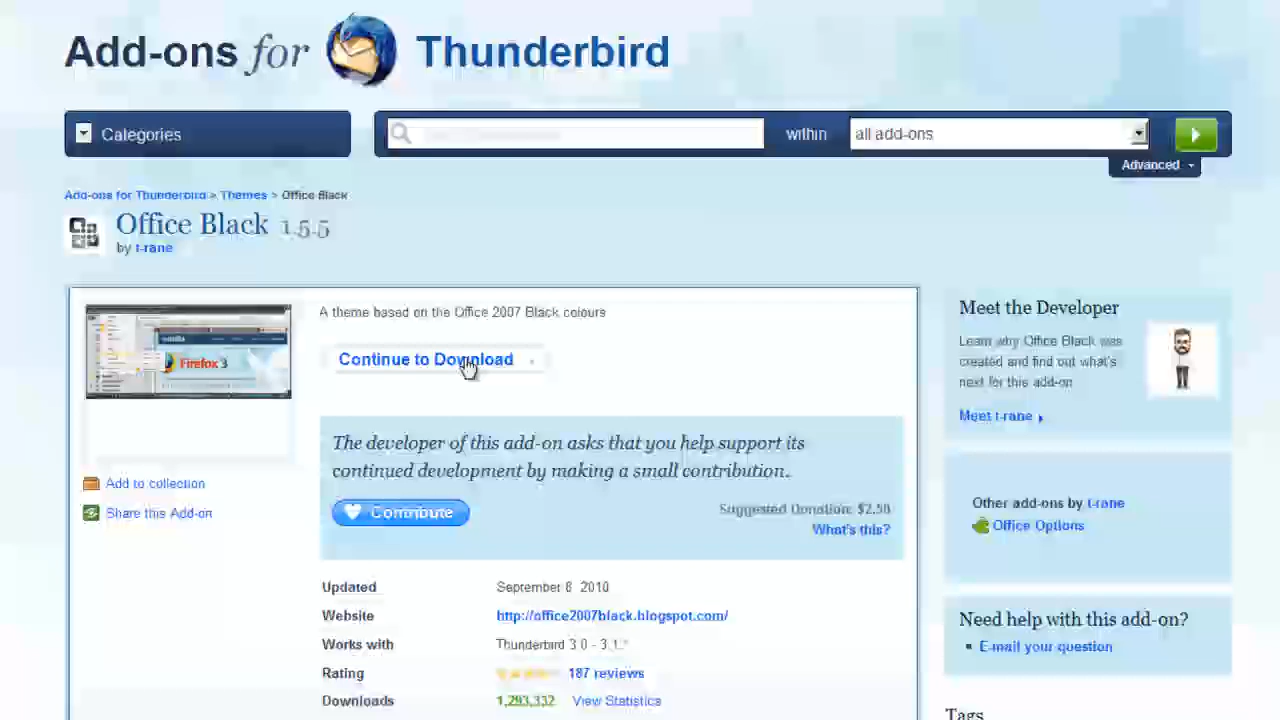 Add-ons for Thunderbird
Categories
within
all add-ons
Advanced
Add-ons for Thunderbird > Themes > Office Black
Office Black 1.5.5
by t-rane
Firefox 3
A theme based on the Office 2007 Black colours
Continue to Download
The developer of this add-on asks that you help support its
continued development by making a small contribution.
Contribute
Suggested Donation: $2.50
What's this?
Add to collection
Share this Add-on
Updated September 6, 2010
Website http://office2007black.blogspot.com/
Works with Thunderbird 3.0 - 3.1.*
Rating 187 reviews
Downloads 1,293,332 View Statistics
Meet the Developer
Learn why Office Black was
created and find out what's
next for this add-on
Meet t-rane
Other add-ons by t-rane
Office Options
Need help with this add-on?
E-mail your question
Tags